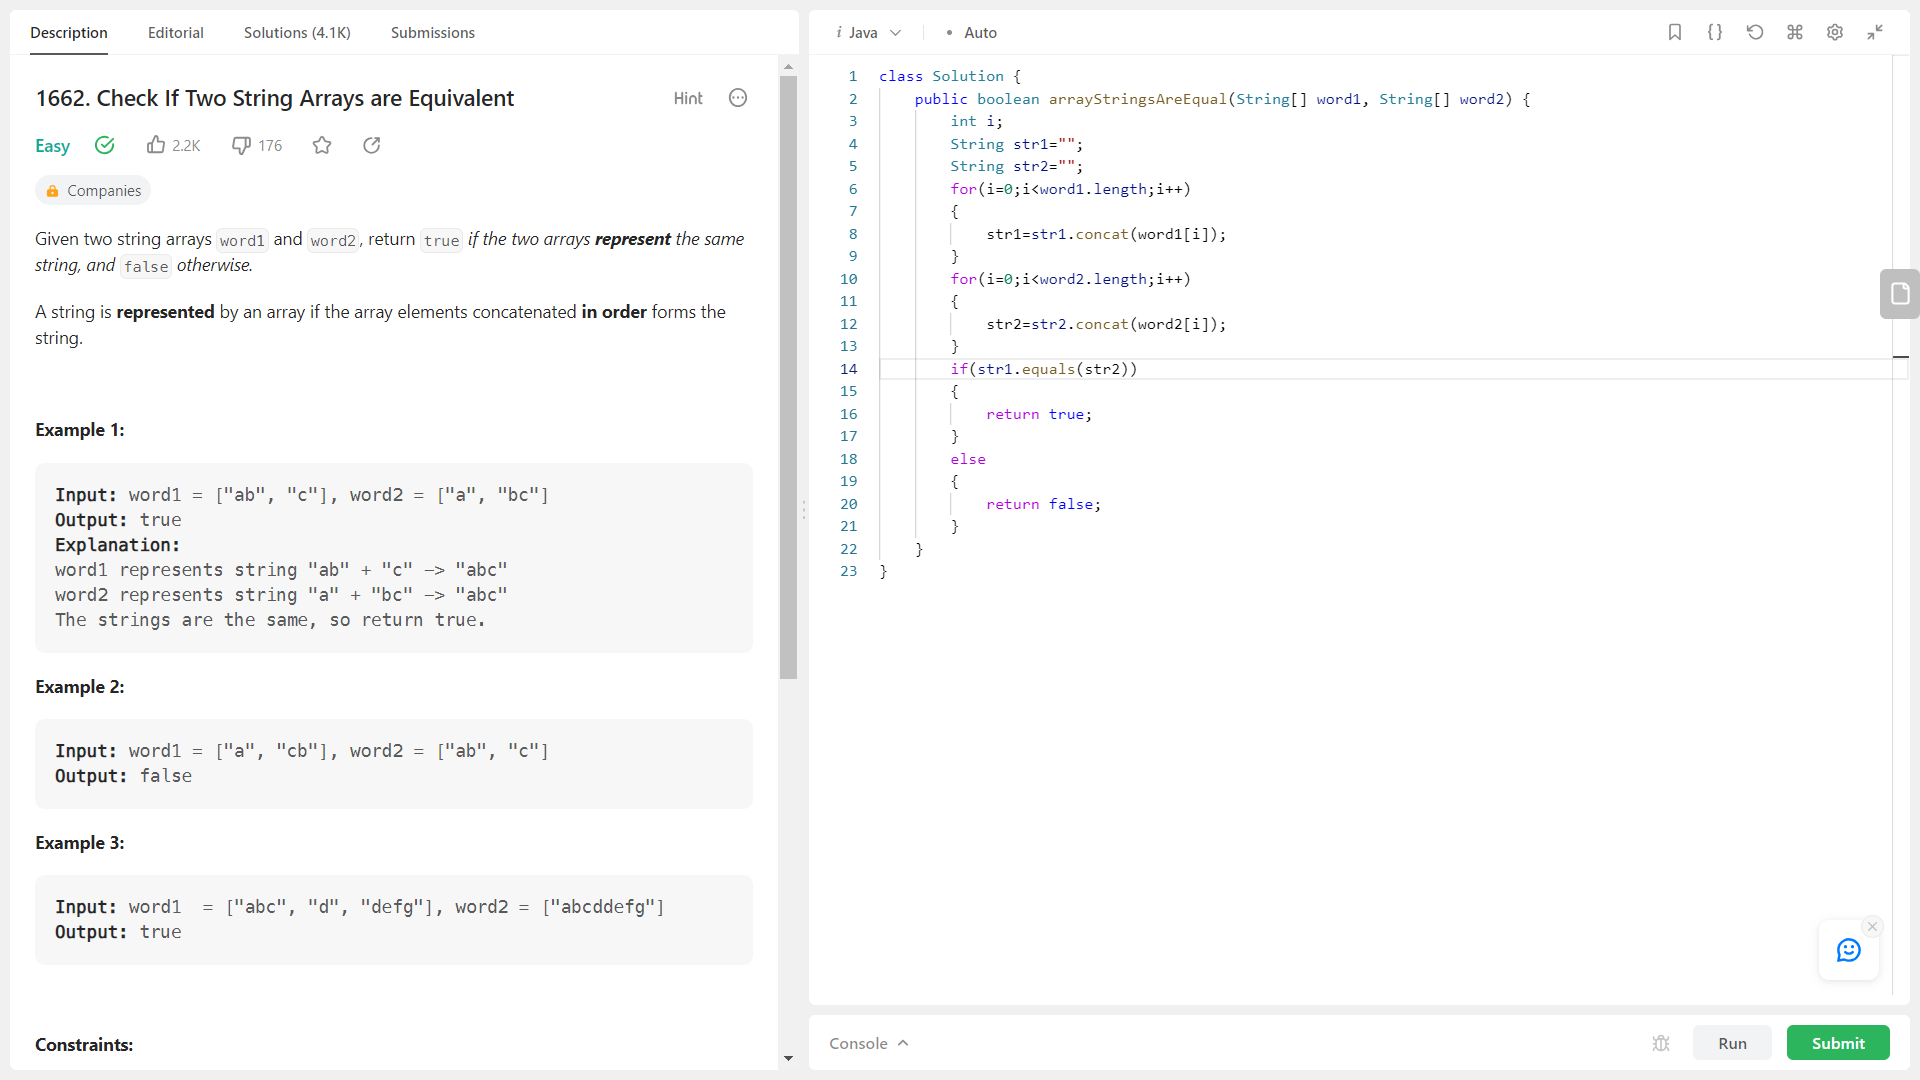 Description Editorial Solutions (4.1K) Submissions
1662. Check If Two String Arrays are Equivalent Hint
Easy 2.2K 176
Companies
Given two string arrays word1 and word2, return true if the two arrays represent the same
string, and false otherwise.
A string is represented by an array if the array elements concatenated in order forms the
string.
Example 1:
Input: word1 = ["ab", "c"], word2 = ["a", "bc"]
Output: true
Explanation:
word1 represents string "ab" + "c" -> "abc"
word2 represents string "a" + "bc" -> "abc"
The strings are the same, so return true.
Example 2:
Input: word1 = ["a", "cb"], word2 = ["ab", "c"]
Output: false
Example 3:
Input: word1  = ["abc", "d", "defg"], word2 = ["abcddefg"]
Output: true
Constraints:
i Java • Auto
1 class Solution {
2     public boolean arrayStringsAreEqual(String[] word1, String[] word2) {
3         int i;
4         String str1="";
5         String str2="";
6         for(i=0;i<word1.length;i++)
7         {
8             str1=str1.concat(word1[i]);
9         }
10         for(i=0;i<word2.length;i++)
11         {
12             str2=str2.concat(word2[i]);
13         }
14         if(str1.equals(str2))
15         {
16             return true;
17         }
18         else
19         {
20             return false;
21         }
22     }
23 }
Console Run Submit